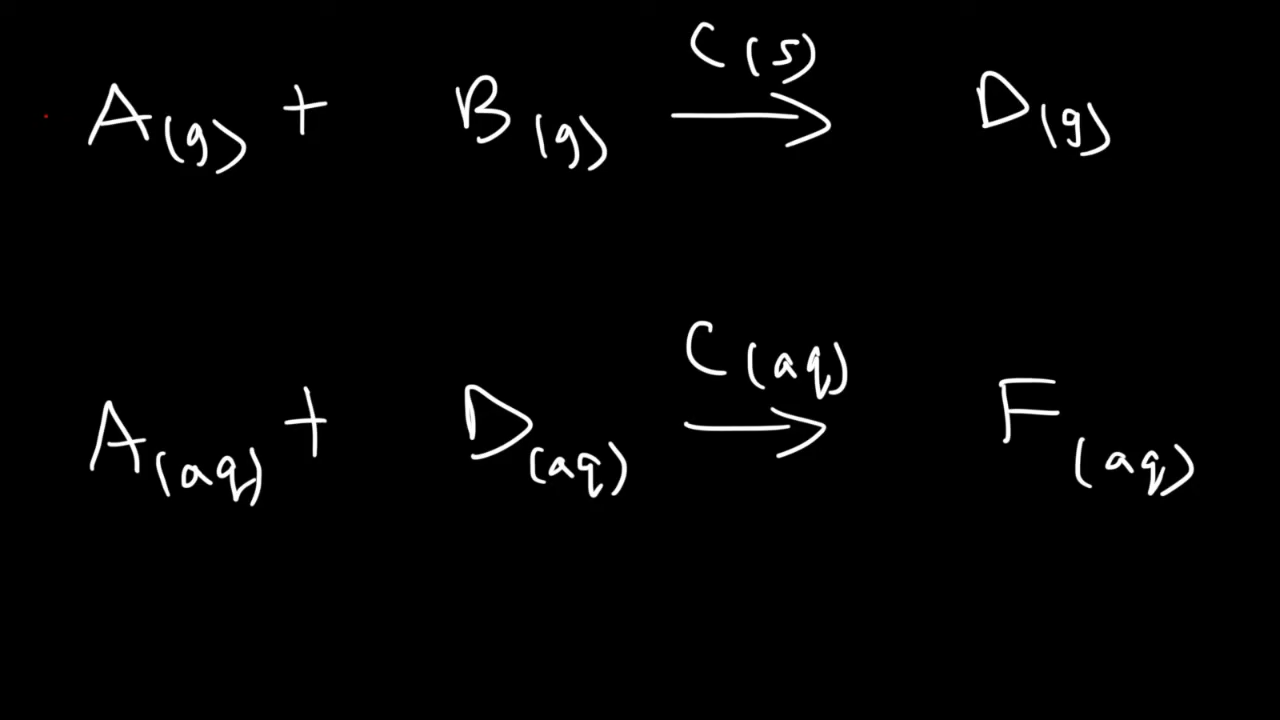 C(s)
A(g) + B(g) → D(g)
C(aq)
A(aq) + D(aq) → F(aq)